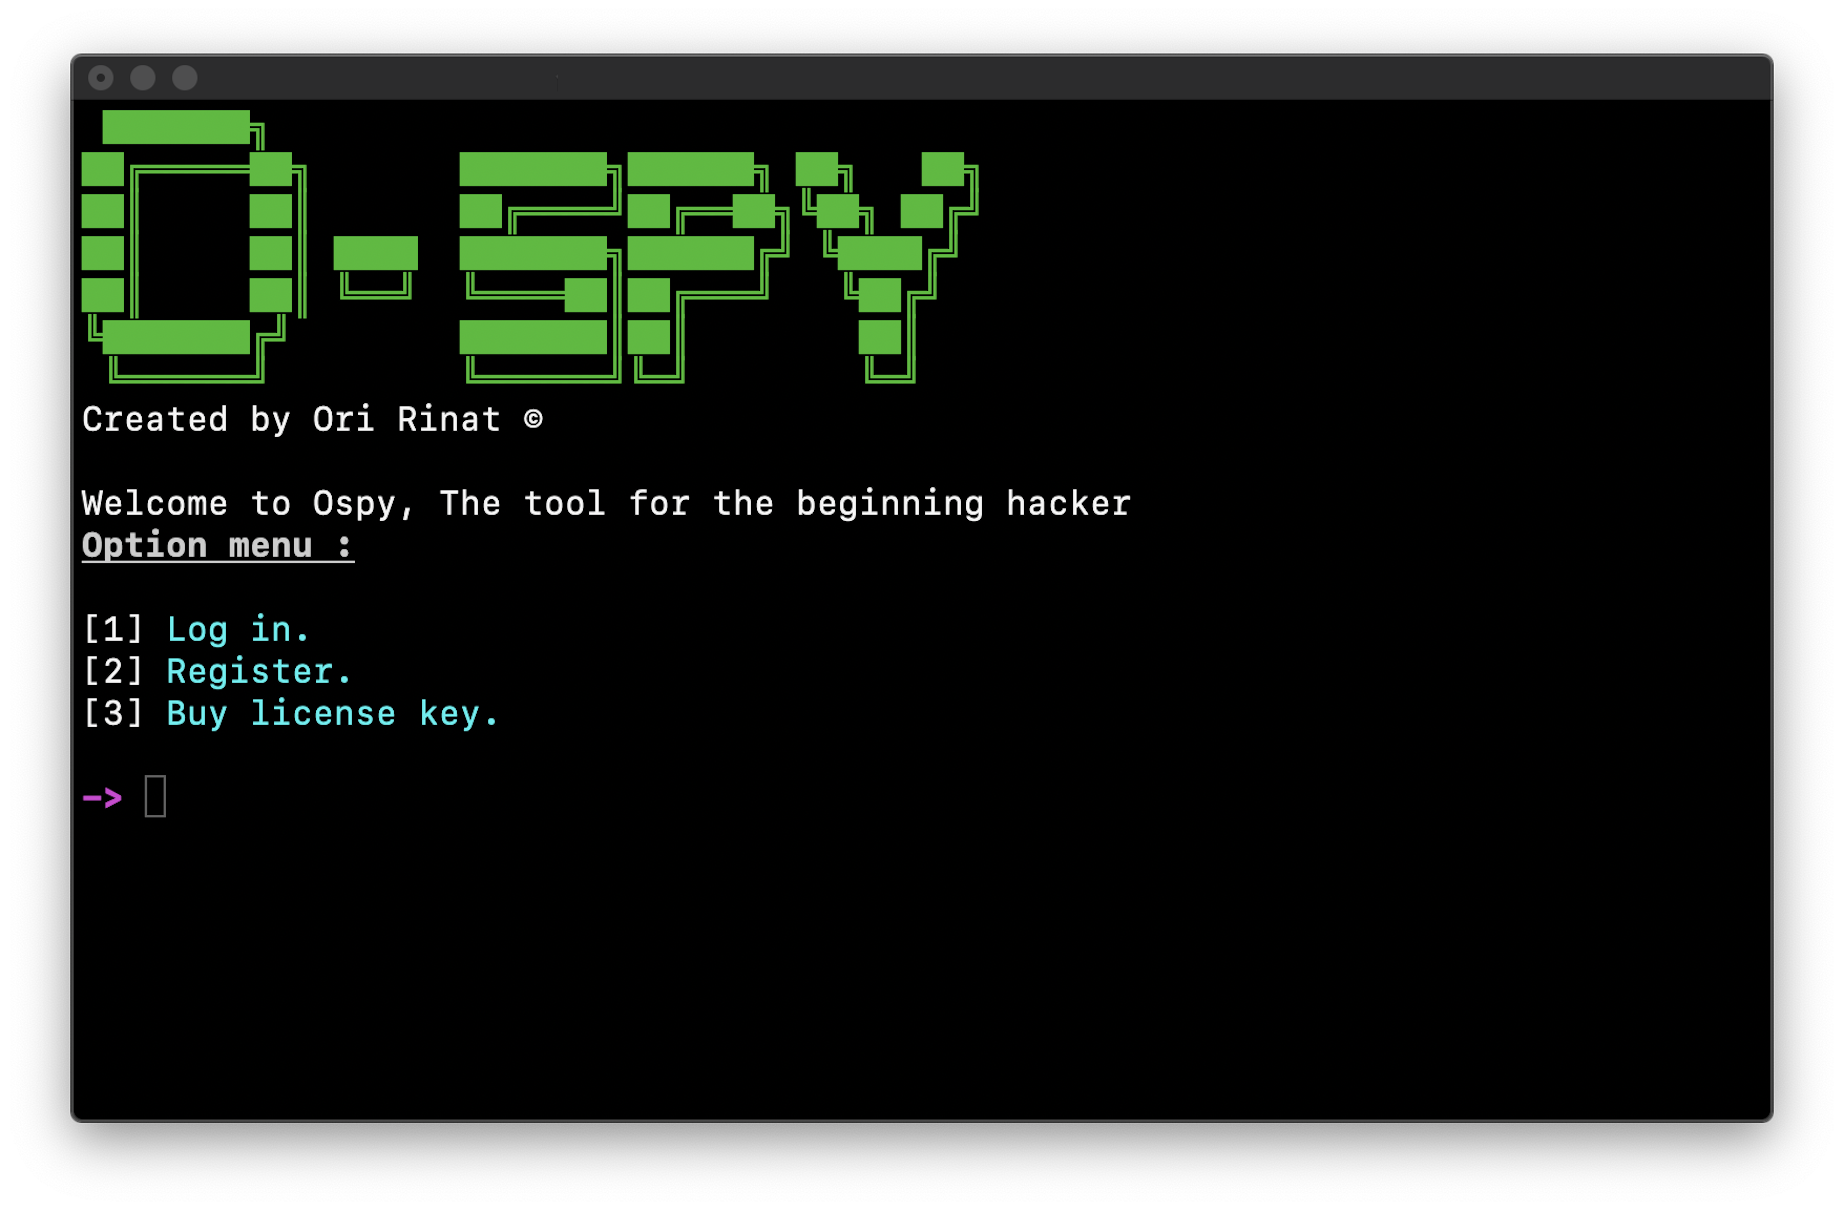 O-SPY
Created by Ori Rinat ©
Welcome to Ospy, The tool for the beginning hacker
Option menu :
[1] Log in.
[2] Register.
[3] Buy license key.
->